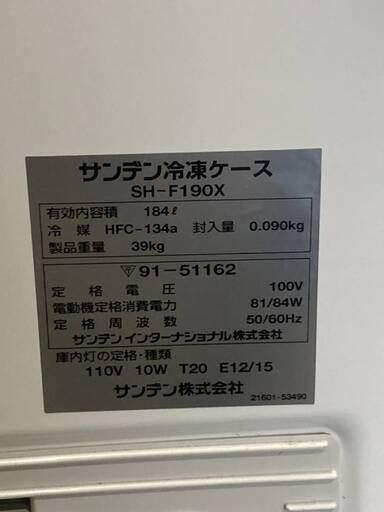 サンデン冷凍ケース
SH-F190X
有効内容積 184ℓ
冷 媒 HFC-134a 封入量 0.090kg
製品重量 39kg
91-51162
定格電圧 100V
電動機定格消費電力 81/84W
定格周波数 50/60Hz
サンデンインターナショナル株式会社
庫内灯の定格・種類
110V 10W T20 E12/15
サンデン株式会社
21601-53490